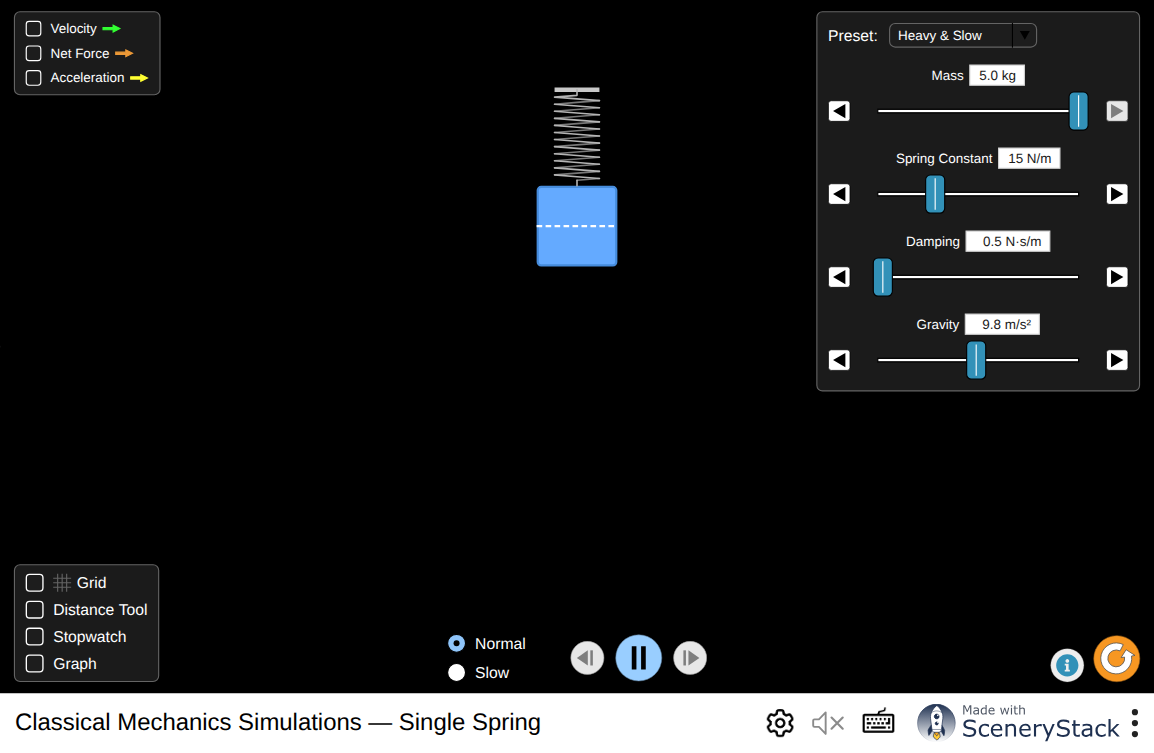 Velocity
Net Force
Acceleration
Preset: Heavy & Slow
Mass 5.0 kg
Spring Constant 15 N/m
Damping 0.5 N·s/m
Gravity 9.8 m/s²
Grid
Distance Tool
Stopwatch
Graph
Normal
Slow
i
Classical Mechanics Simulations — Single Spring
Made with
SceneryStack